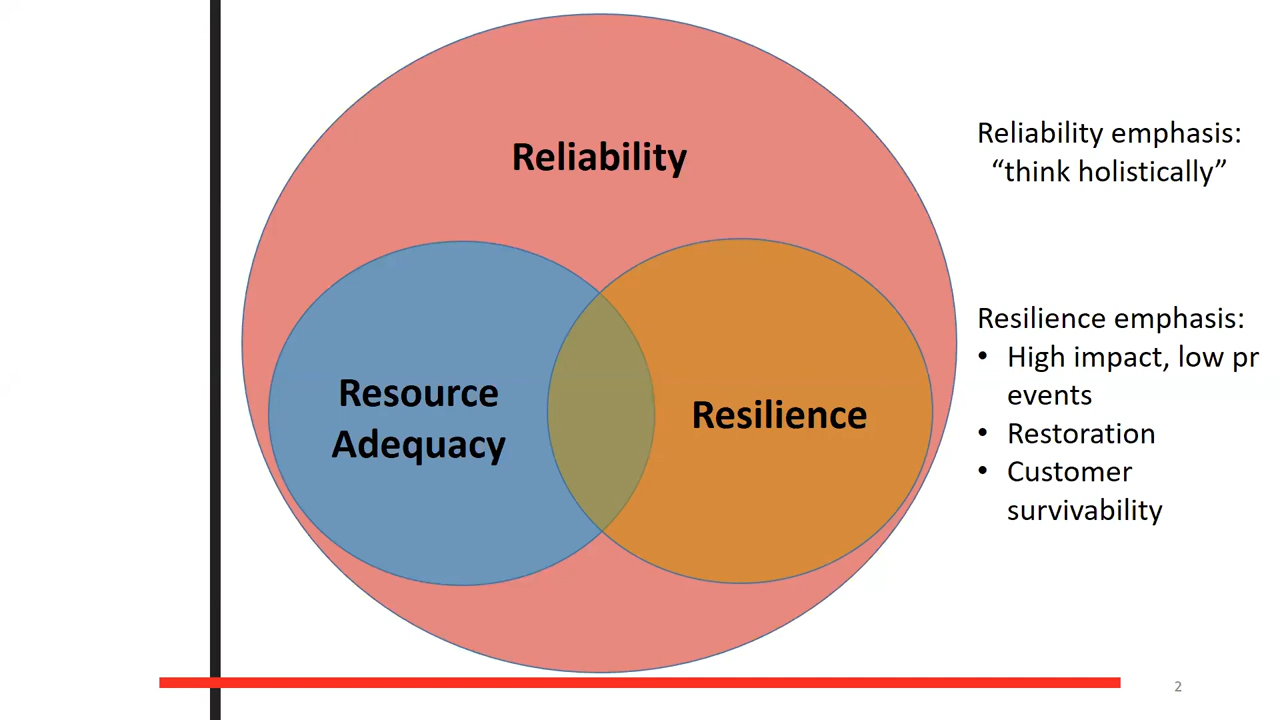 Reliability
Reliability emphasis:
“think holistically”
Resource
Adequacy
Resilience
Resilience emphasis:
• High impact, low pr
events
• Restoration
• Customer
survivability
2